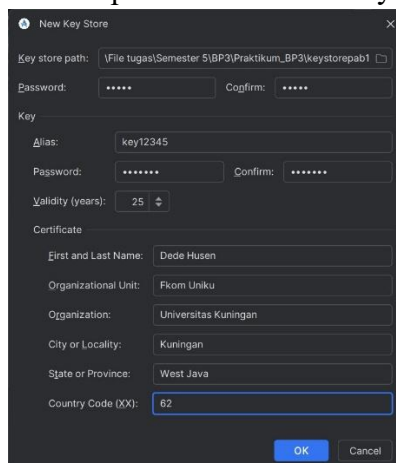 New Key Store
Key store path: \File tugas\Semester 5\BP3\Praktikum_BP3\keystorepab1
Password: ••••• Confirm: •••••
Key
Alias: key12345
Password: ••••••• Confirm: •••••••
Validity (years): 25
Certificate
First and Last Name: Dede Husen
Organizational Unit: Fkom Uniku
Organization: Universitas Kuningan
City or Locality: Kuningan
State or Province: West Java
Country Code (XX): 62
OK Cancel